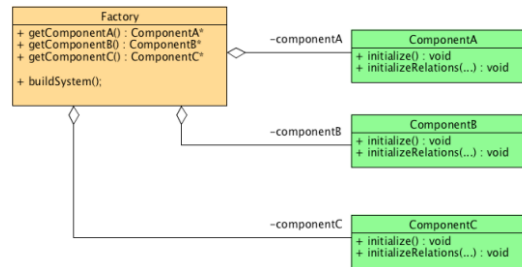 Factory
+ getComponentA() : ComponentA*
+ getComponentB() : ComponentB*
+ getComponentC() : ComponentC*
+ buildSystem();
~componentA
ComponentA
+ initialize() : void
+ initializeRelations(...) : void
~componentB
ComponentB
+ initialize() : void
+ initializeRelations(...) : void
~componentC
ComponentC
+ initialize() : void
+ initializeRelations(...) : void